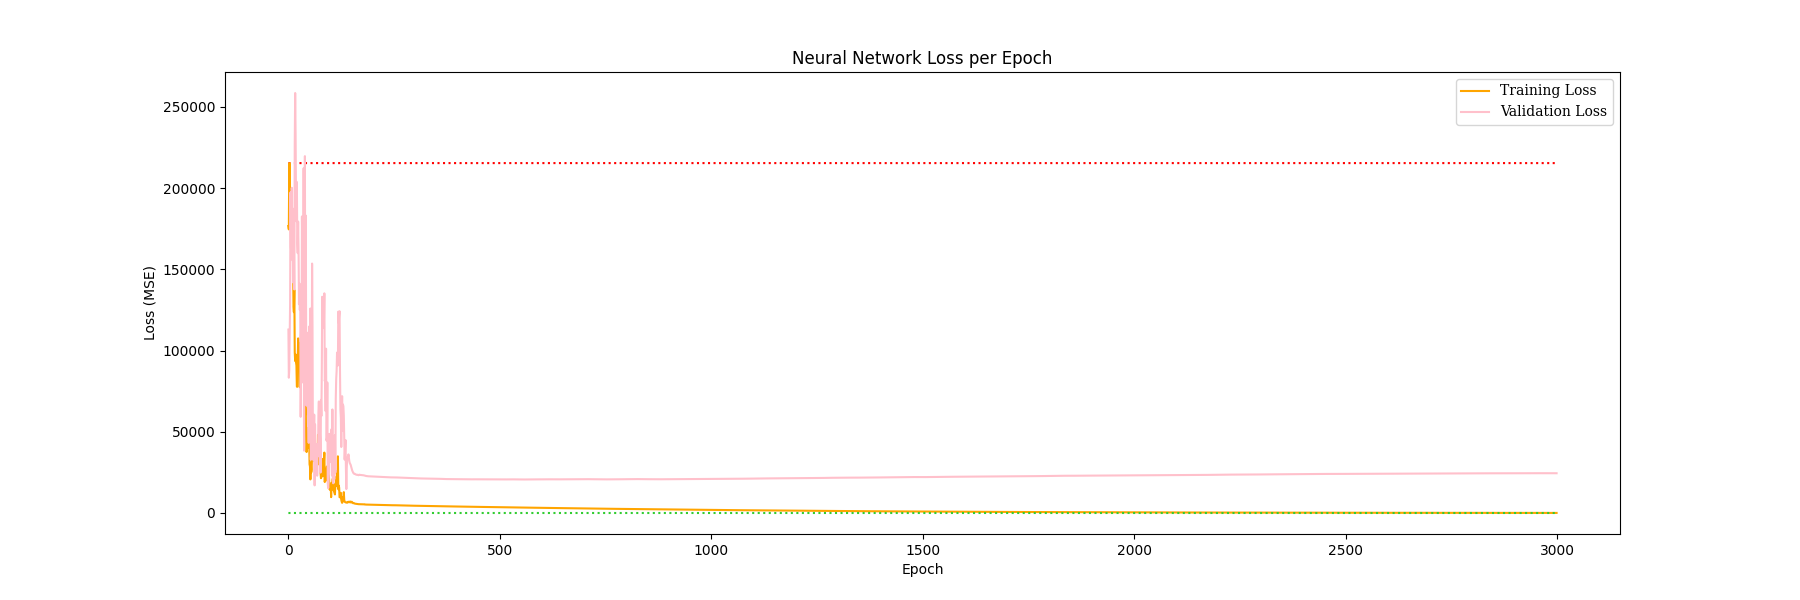 Neural Network Loss per Epoch
Training Loss
Validation Loss
250000
200000
150000
100000
50000
0
Loss (MSE)
0 500 1000 1500 2000 2500 3000
Epoch